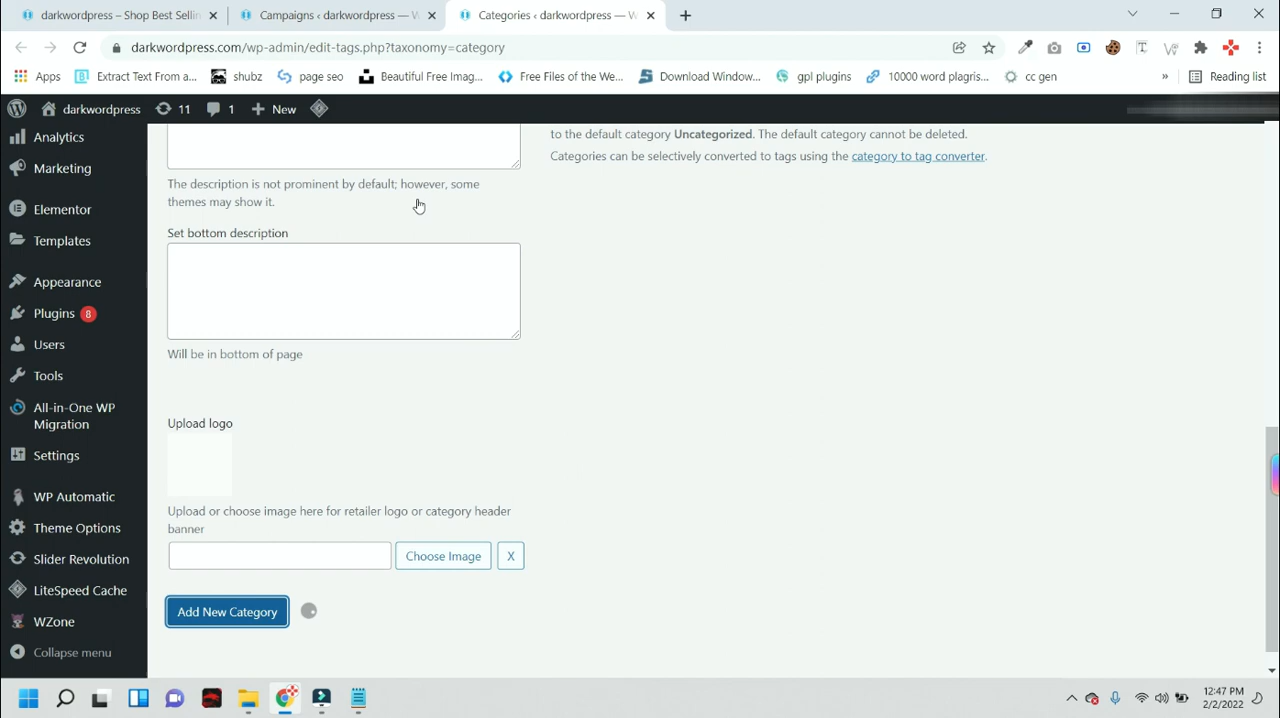 darkwordpress – Shop Best Sellin
Campaigns ‹ darkwordpress — W
Categories ‹ darkwordpress — W
darkwordpress.com/wp-admin/edit-tags.php?taxonomy=category
Apps
Extract Text From a...
shubz
page seo
Beautiful Free Imag...
Free Files of the We...
Download Window...
gpl plugins
10000 word plagris...
cc gen
»
Reading list
darkwordpress
11
1
New
Analytics
Marketing
Elementor
Templates
Appearance
Plugins 8
Users
Tools
All-in-One WP
Migration
Settings
WP Automatic
Theme Options
Slider Revolution
LiteSpeed Cache
WZone
Collapse menu
The description is not prominent by default; however, some
themes may show it.
Set bottom description
Will be in bottom of page
Upload logo
Upload or choose image here for retailer logo or category header
banner
Choose Image
X
Add New Category
to the default category Uncategorized. The default category cannot be deleted.
Categories can be selectively converted to tags using the category to tag converter.
12:47 PM
2/2/2022